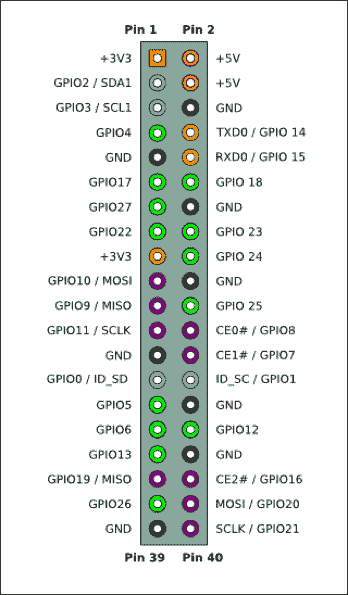 Pin 1 Pin 2
+3V3 +5V
GPIO2 / SDA1 +5V
GPIO3 / SCL1 GND
GPIO4 TXD0 / GPIO 14
GND RXD0 / GPIO 15
GPIO17 GPIO 18
GPIO27 GND
GPIO22 GPIO 23
+3V3 GPIO 24
GPIO10 / MOSI GND
GPIO9 / MISO GPIO 25
GPIO11 / SCLK CE0# / GPIO8
GND CE1# / GPIO7
GPIO0 / ID_SD ID_SC / GPIO1
GPIO5 GND
GPIO6 GPIO12
GPIO13 GND
GPIO19 / MISO CE2# / GPIO16
GPIO26 MOSI / GPIO20
GND SCLK / GPIO21
Pin 39 Pin 40